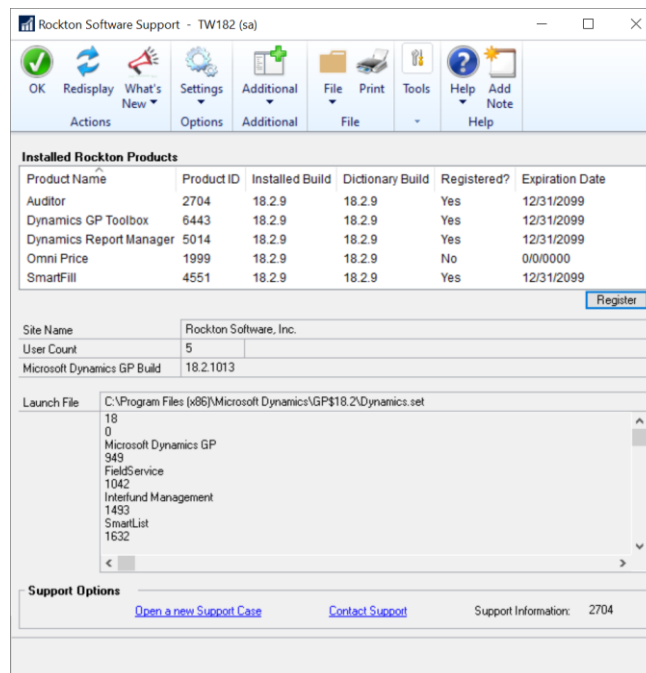 Rockton Software Support  -  TW182 (sa)
OK Redisplay What's New Settings Additional File Print Tools Help Add Note
Actions Options Additional File Help
Installed Rockton Products
Product Name Product ID Installed Build Dictionary Build Registered? Expiration Date
Auditor 2704 18.2.9 18.2.9 Yes 12/31/2099
Dynamics GP Toolbox 6443 18.2.9 18.2.9 Yes 12/31/2099
Dynamics Report Manager 5014 18.2.9 18.2.9 Yes 12/31/2099
Omni Price 1999 18.2.9 18.2.9 No 0/0/0000
SmartFill 4551 18.2.9 18.2.9 Yes 12/31/2099
Register
Site Name Rockton Software, Inc.
User Count 5
Microsoft Dynamics GP Build 18.2.1013
Launch File C:\Program Files (x86)\Microsoft Dynamics\GP$18.2\Dynamics.set
18
0
Microsoft Dynamics GP
949
FieldService
1042
Interfund Management
1493
SmartList
1632
Support Options
Open a new Support Case Contact Support Support Information: 2704